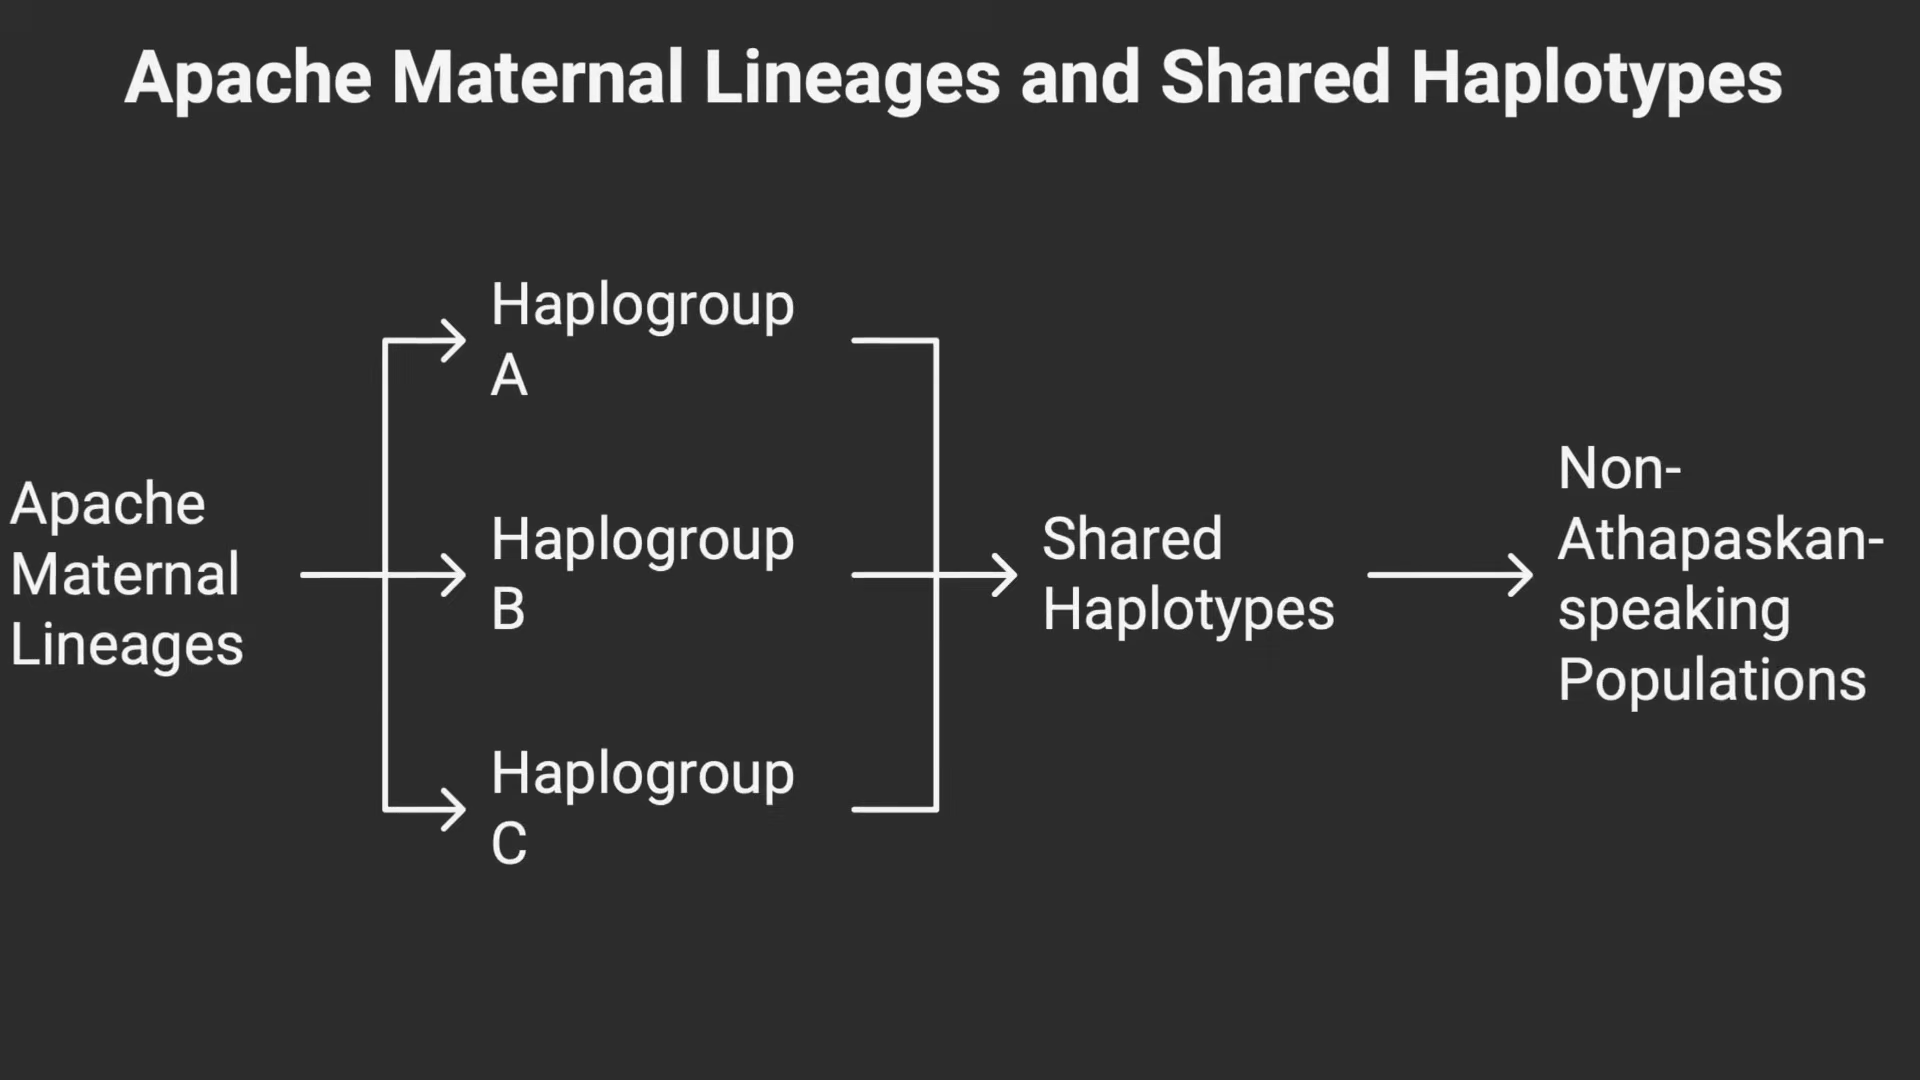 Apache Maternal Lineages and Shared Haplotypes
Apache
Maternal
Lineages
Haplogroup
A
Haplogroup
B
Haplogroup
C
Shared
Haplotypes
Non-
Athapaskan-
speaking
Populations